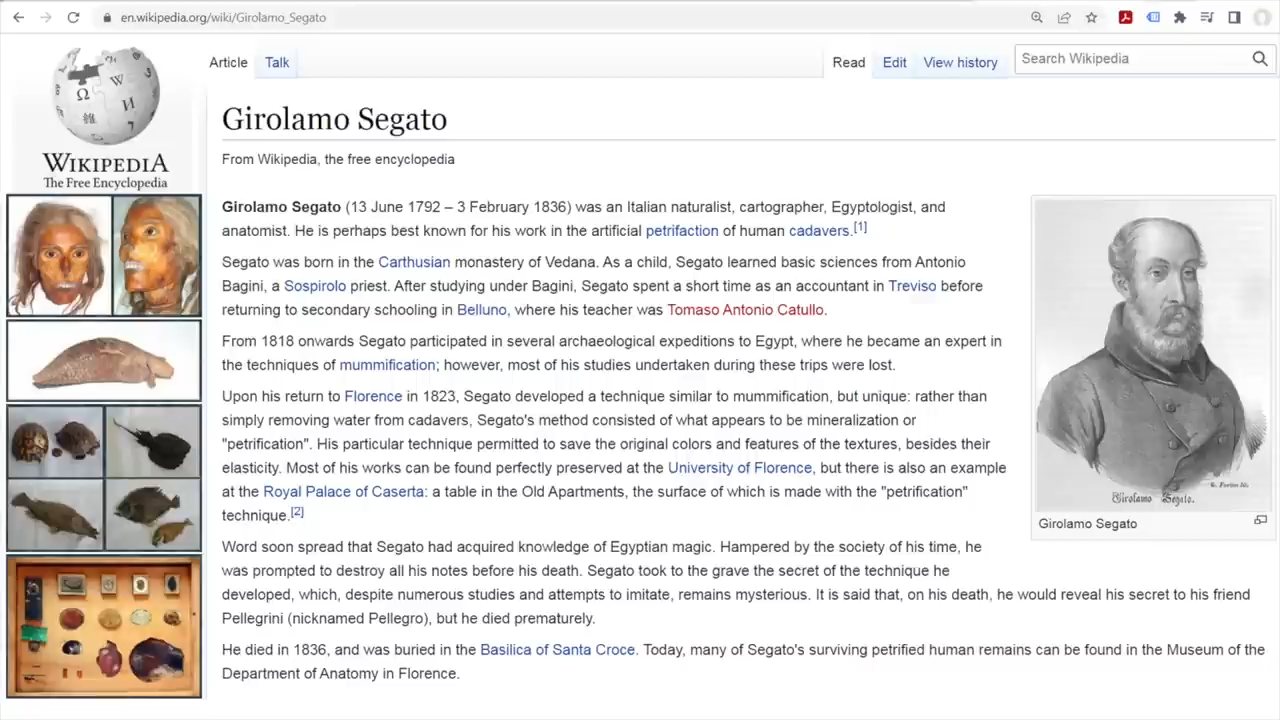 en.wikipedia.org/wiki/Girolamo_Segato
Article
Talk
Read
Edit
View history
Search Wikipedia
WIKIPEDIA
The Free Encyclopedia
Girolamo Segato
From Wikipedia, the free encyclopedia
Girolamo Segato (13 June 1792 – 3 February 1836) was an Italian naturalist, cartographer, Egyptologist, and
anatomist. He is perhaps best known for his work in the artificial petrifaction of human cadavers.[1]
Segato was born in the Carthusian monastery of Vedana. As a child, Segato learned basic sciences from Antonio
Bagini, a Sospirolo priest. After studying under Bagini, Segato spent a short time as an accountant in Treviso before
returning to secondary schooling in Belluno, where his teacher was Tomaso Antonio Catullo.
From 1818 onwards Segato participated in several archaeological expeditions to Egypt, where he became an expert in
the techniques of mummification; however, most of his studies undertaken during these trips were lost.
Upon his return to Florence in 1823, Segato developed a technique similar to mummification, but unique: rather than
simply removing water from cadavers, Segato's method consisted of what appears to be mineralization or
"petrification". His particular technique permitted to save the original colors and features of the textures, besides their
elasticity. Most of his works can be found perfectly preserved at the University of Florence, but there is also an example
at the Royal Palace of Caserta: a table in the Old Apartments, the surface of which is made with the "petrification"
technique.[2]
Word soon spread that Segato had acquired knowledge of Egyptian magic. Hampered by the society of his time, he
was prompted to destroy all his notes before his death. Segato took to the grave the secret of the technique he
developed, which, despite numerous studies and attempts to imitate, remains mysterious. It is said that, on his death, he would reveal his secret to his friend
Pellegrini (nicknamed Pellegro), but he died prematurely.
He died in 1836, and was buried in the Basilica of Santa Croce. Today, many of Segato's surviving petrified human remains can be found in the Museum of the
Department of Anatomy in Florence.
Girolamo Segato.
Girolamo Segato